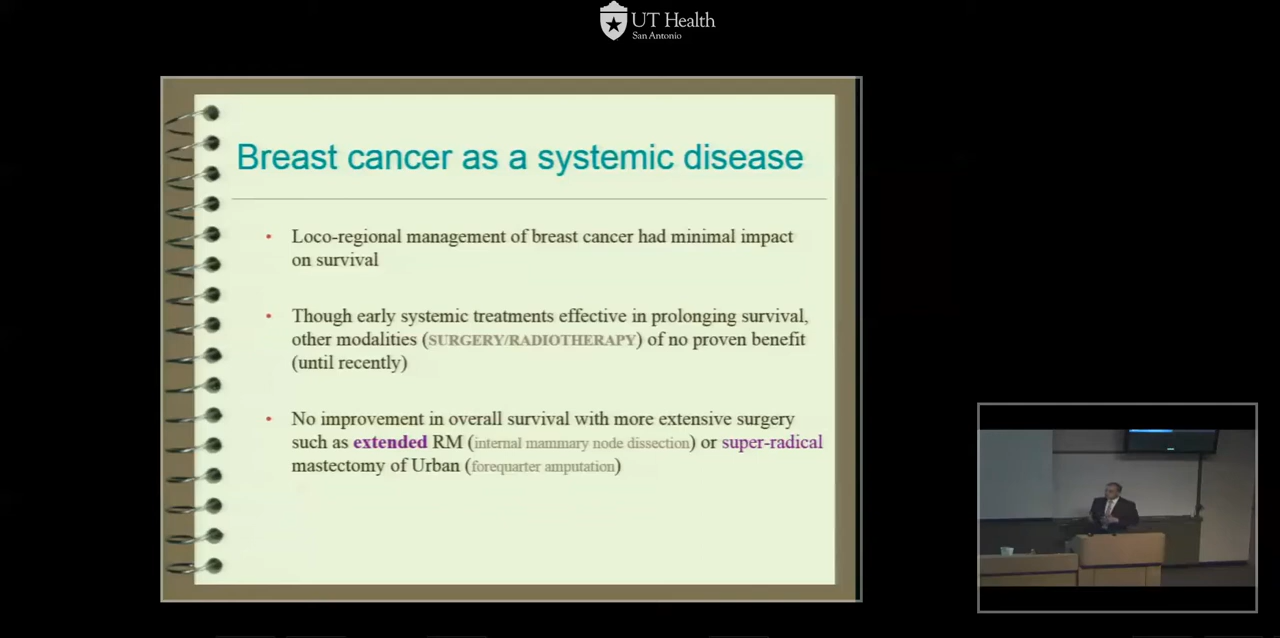 UT Health
San Antonio
Breast cancer as a systemic disease
• Loco-regional management of breast cancer had minimal impact
on survival
• Though early systemic treatments effective in prolonging survival,
other modalities (SURGERY/RADIOTHERAPY) of no proven benefit
(until recently)
• No improvement in overall survival with more extensive surgery
such as extended RM (internal mammary node dissection) or super-radical
mastectomy of Urban (forequarter amputation)